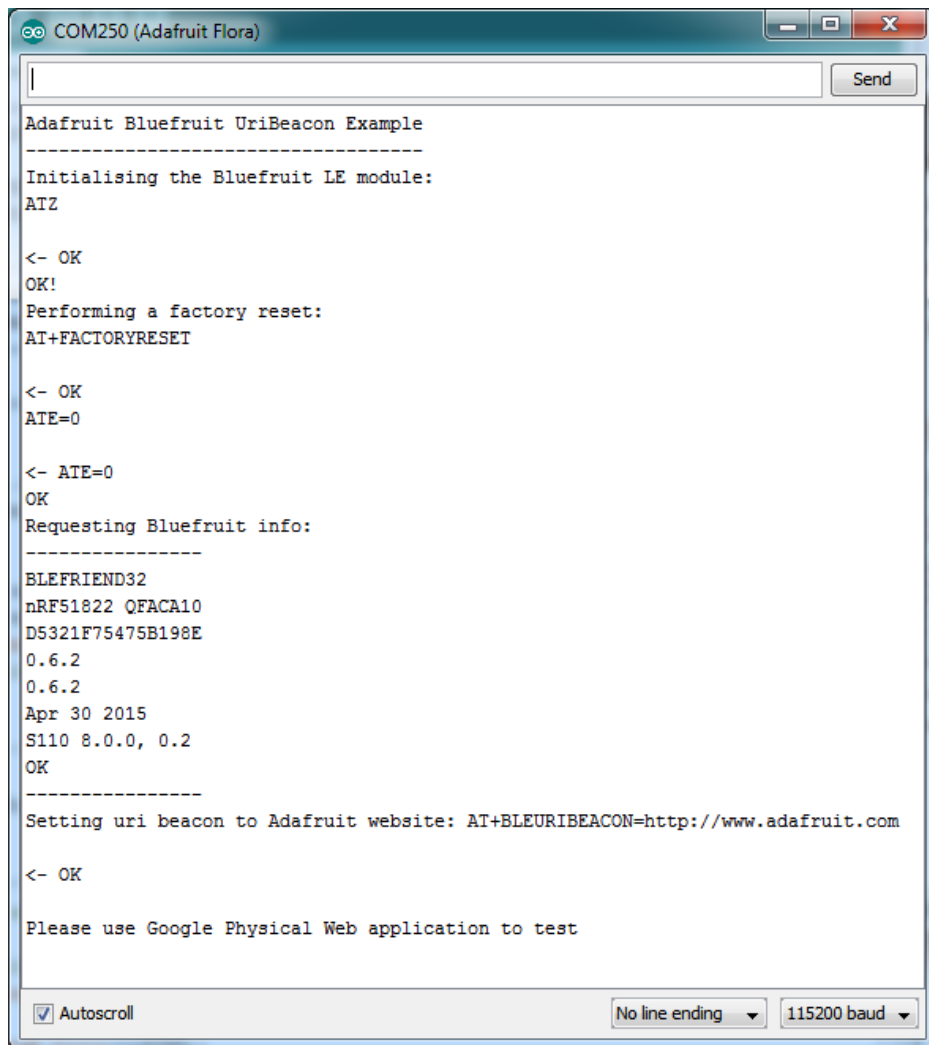 COM250 (Adafruit Flora)
Send
Adafruit Bluefruit UriBeacon Example
------------------------------------
Initialising the Bluefruit LE module:
ATZ
<- OK
OK!
Performing a factory reset:
AT+FACTORYRESET
<- OK
ATE=0
<- ATE=0
OK
Requesting Bluefruit info:
----------------
BLEFRIEND32
nRF51822 QFACA10
D5321F75475B198E
0.6.2
0.6.2
Apr 30 2015
S110 8.0.0, 0.2
OK
----------------
Setting uri beacon to Adafruit website: AT+BLEURIBEACON=http://www.adafruit.com
<- OK
Please use Google Physical Web application to test
Autoscroll
No line ending
115200 baud